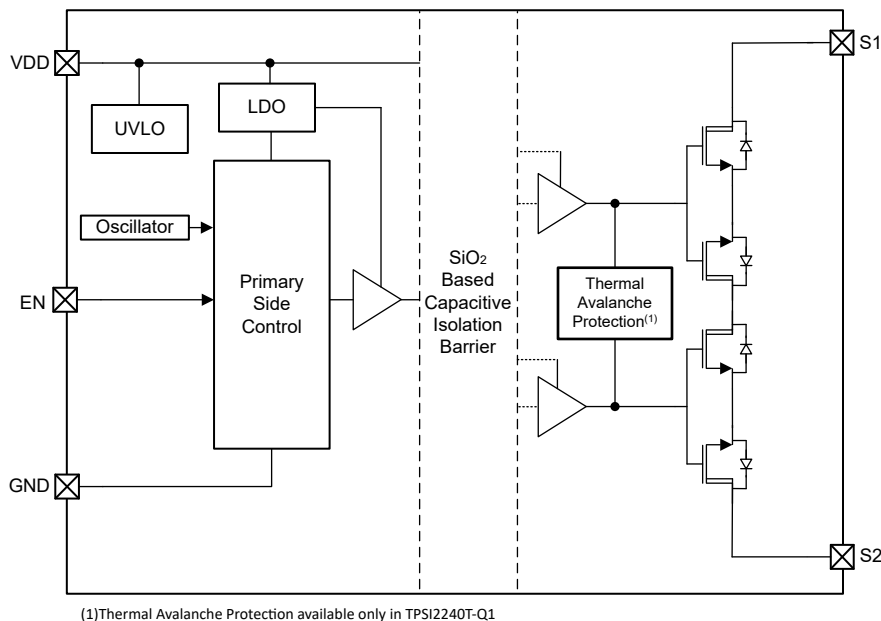 VDD
S1
LDO
UVLO
Oscillator
SiO2
Based
Capacitive
Isolation
Barrier
Primary
Side
Control
EN
Thermal
Avalanche
Protection(1)
GND
S2
(1)Thermal Avalanche Protection available only in TPSI2240T-Q1